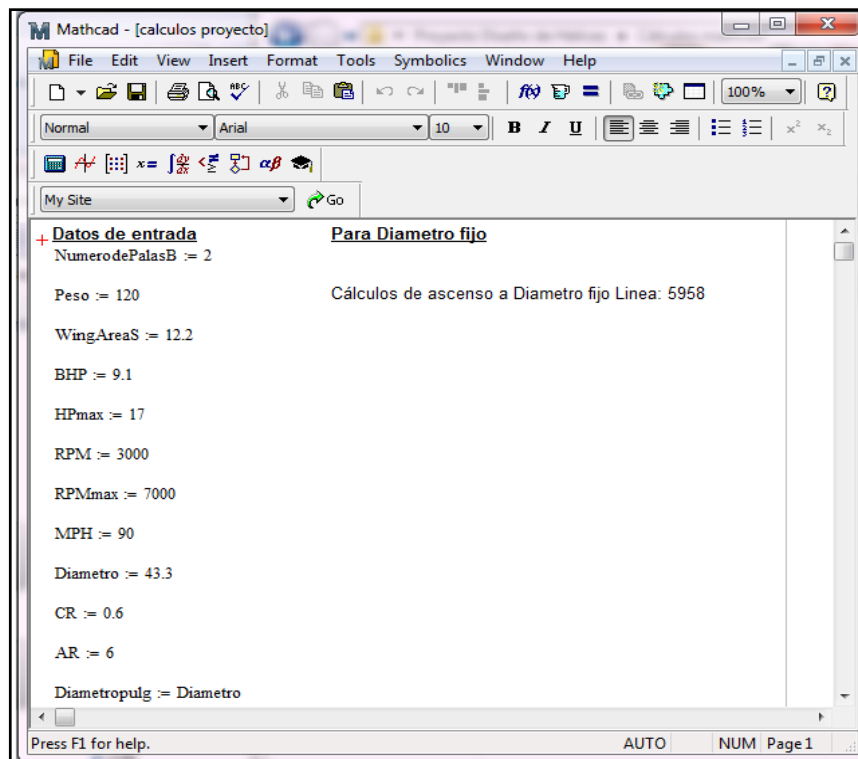 Mathcad - [calculos proyecto]
File Edit View Insert Format Tools Symbolics Window Help
100%
Normal Arial 10 B I U
My Site Go
Datos de entrada Para Diametro fijo
NumerodePalasB := 2
Peso := 120 Cálculos de ascenso a Diametro fijo Linea: 5958
WingAreaS := 12.2
BHP := 9.1
HPmax := 17
RPM := 3000
RPMmax := 7000
MPH := 90
Diametro := 43.3
CR := 0.6
AR := 6
Diametropulg := Diametro
Press F1 for help. AUTO NUM Page 1